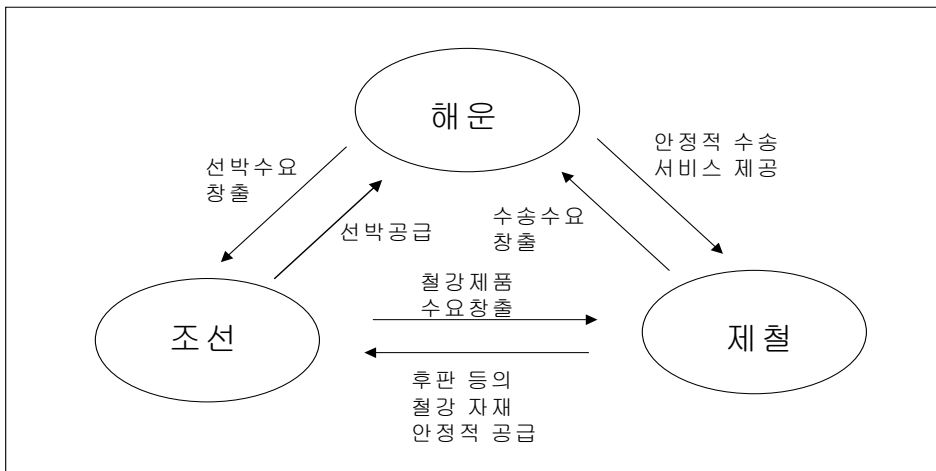 해운
안정적 수송
서비스 제공
선박수요
창출
선박공급
수송수요
창출
철강제품
수요창출
조선
제철
후판 등의
철강 자재
안정적 공급